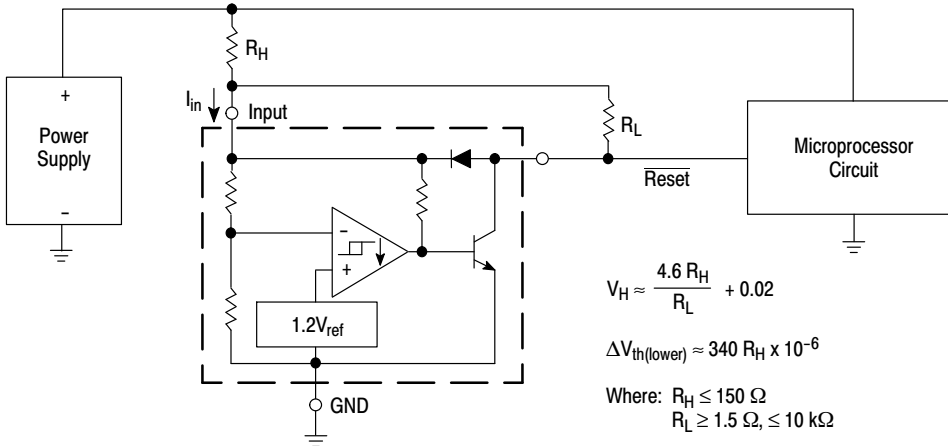 R_H
I_in
Input
+
Power
Supply
−
R_L
Reset
Microprocessor
Circuit
−
+
1.2V_ref
GND
V_H ≈ 4.6 R_H / R_L + 0.02
ΔV_th(lower) ≈ 340 R_H x 10^−6
Where: R_H ≤ 150 Ω
R_L ≥ 1.5 Ω, ≤ 10 kΩ